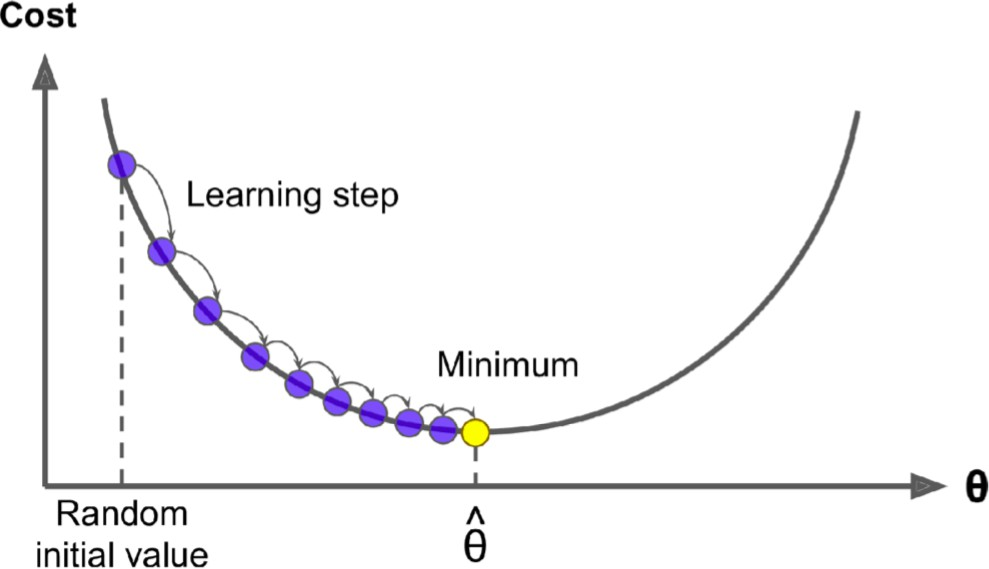 Cost
Learning step
Minimum
θ
Random
initial value
θ̂